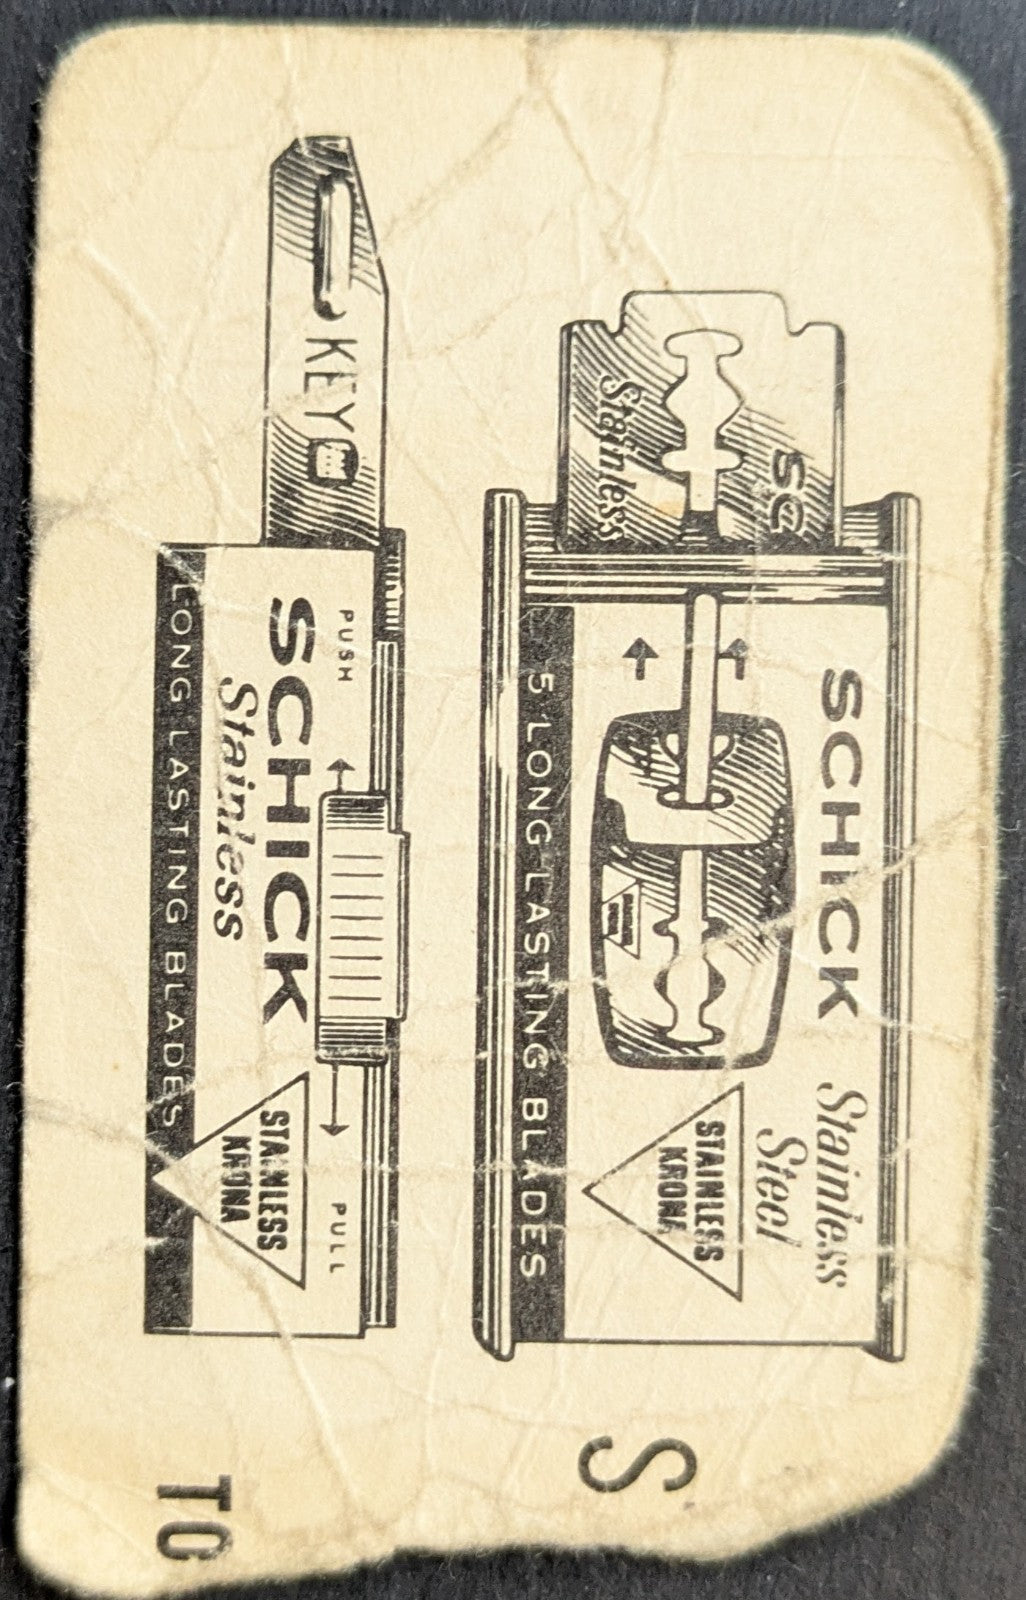 SC
Stainless
SCHICK
Stainless
Steel
STAINLESS
KRONA
5 LONG LASTING BLADES
S
KEY
PUSH
PULL
SCHICK
Stainless
STAINLESS
KRONA
LONG LASTING BLADES
TO